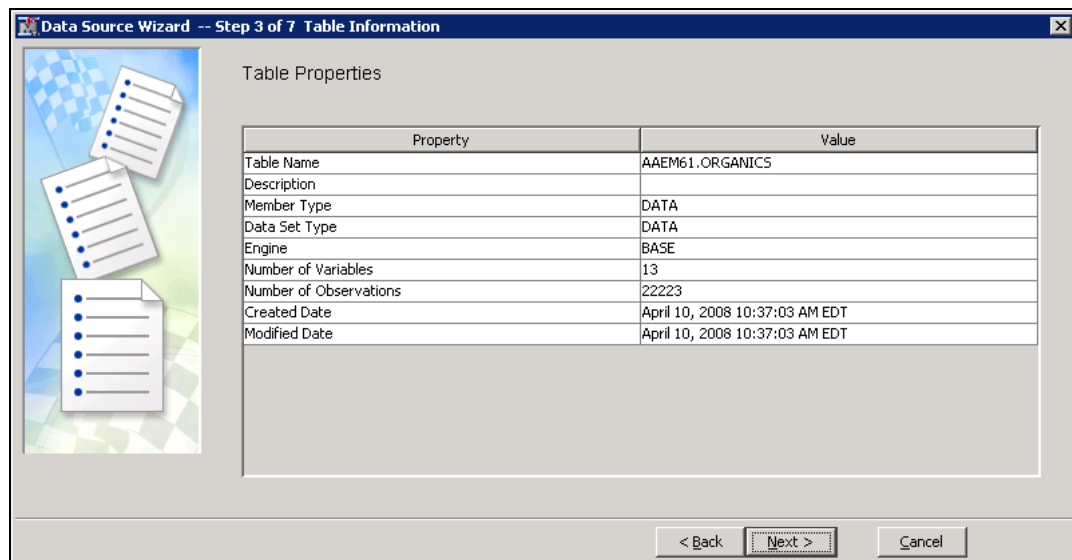 Data Source Wizard -- Step 3 of 7 Table Information
Table Properties
Property Value
Table Name AAEM61.ORGANICS
Description
Member Type DATA
Data Set Type DATA
Engine BASE
Number of Variables 13
Number of Observations 22223
Created Date April 10, 2008 10:37:03 AM EDT
Modified Date April 10, 2008 10:37:03 AM EDT
< Back Next > Cancel